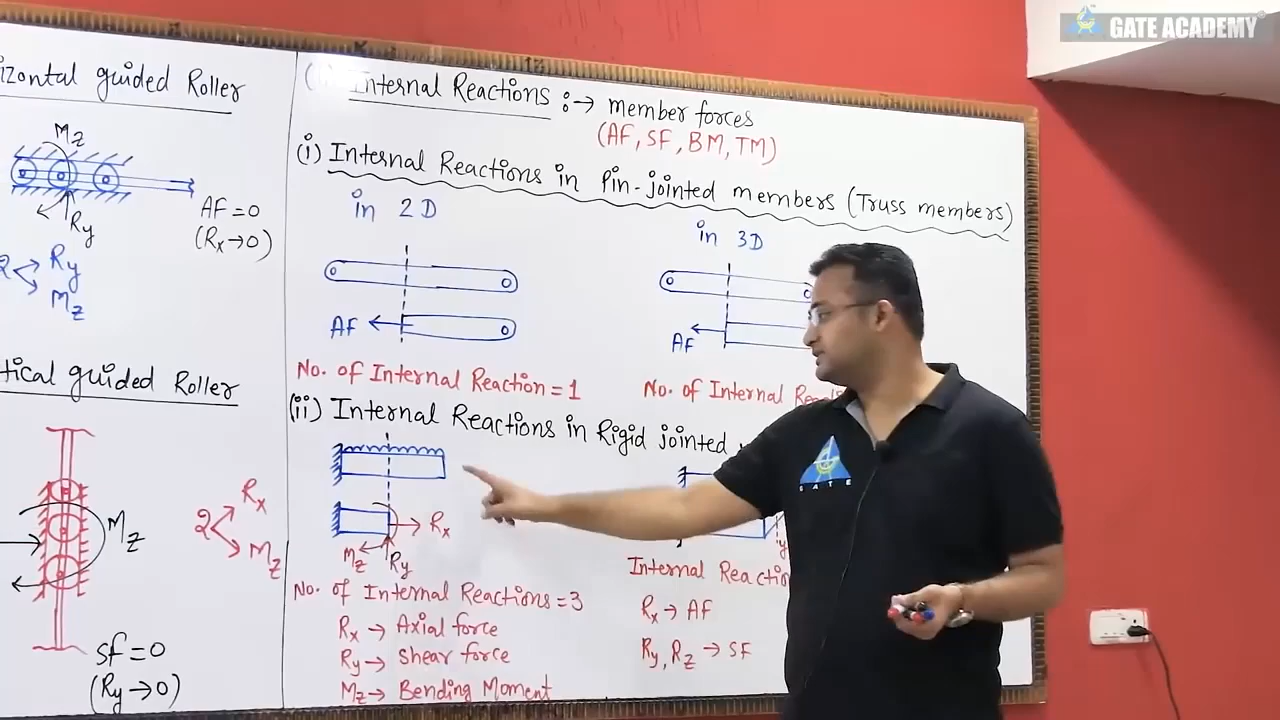 GATE ACADEMY
izontal guided Roller
Mz
Ry
AF = 0
(Rx → 0)
2
Ry
Mz
tical guided Roller
Mz
2
Rx
Mz
sf = 0
(Ry → 0)
Internal Reactions :→ member forces
(AF, SF, BM, TM)
(i) Internal Reactions in Pin-jointed members (Truss members)
in 2D
AF
No. of Internal Reaction = 1
in 3D
AF
No. of Internal
(ii) Internal Reactions in Rigid jointed
Rx
Mz
Ry
No. of Internal Reactions = 3
Rx → Axial force
Ry → Shear force
Mz → Bending Moment
y
Internal Reactio
Rx → AF
Ry, Rz → SF
GATE